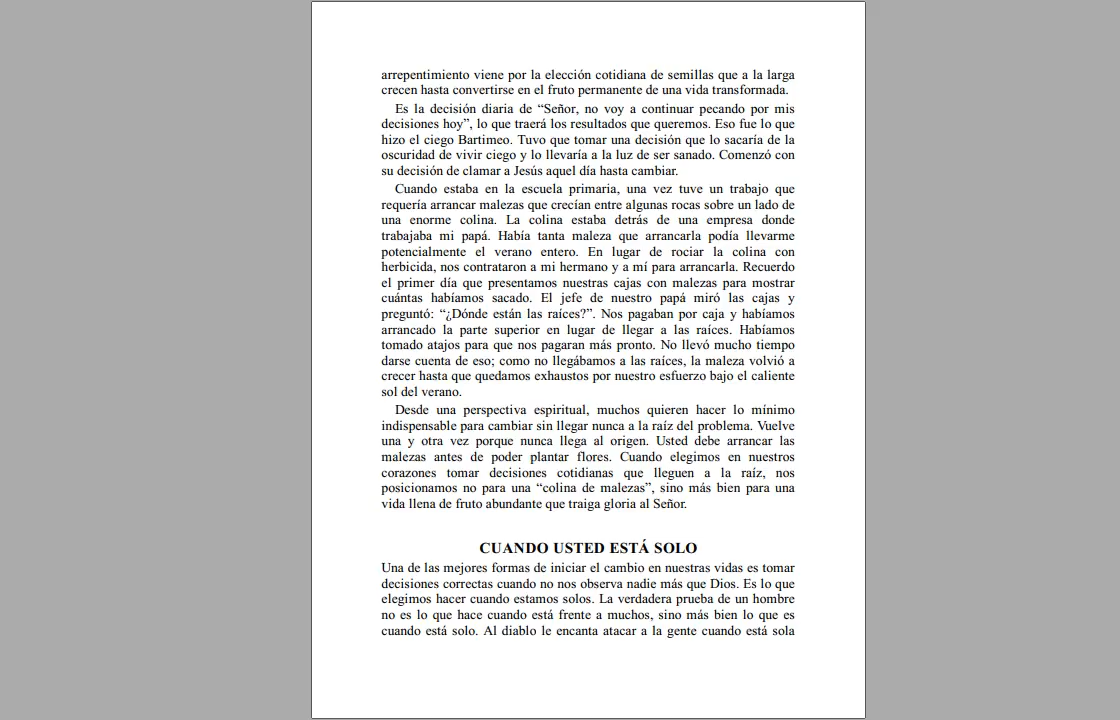 arrepentimiento viene por la elección cotidiana de semillas que a la larga
crecen hasta convertirse en el fruto permanente de una vida transformada.
Es la decisión diaria de “Señor, no voy a continuar pecando por mis
decisiones hoy”, lo que traerá los resultados que queremos. Eso fue lo que
hizo el ciego Bartimeo. Tuvo que tomar una decisión que lo sacaría de la
oscuridad de vivir ciego y lo llevaría a la luz de ser sanado. Comenzó con
su decisión de clamar a Jesús aquel día hasta cambiar.
Cuando estaba en la escuela primaria, una vez tuve un trabajo que
requería arrancar malezas que crecían entre algunas rocas sobre un lado de
una enorme colina. La colina estaba detrás de una empresa donde
trabajaba mi papá. Había tanta maleza que arrancarla podía llevarme
potencialmente el verano entero. En lugar de rociar la colina con
herbicida, nos contrataron a mi hermano y a mí para arrancarla. Recuerdo
el primer día que presentamos nuestras cajas con malezas para mostrar
cuántas habíamos sacado. El jefe de nuestro papá miró las cajas y
preguntó: “¿Dónde están las raíces?”. Nos pagaban por caja y habíamos
arrancado la parte superior en lugar de llegar a las raíces. Habíamos
tomado atajos para que nos pagaran más pronto. No llevó mucho tiempo
darse cuenta de eso; como no llegábamos a las raíces, la maleza volvió a
crecer hasta que quedamos exhaustos por nuestro esfuerzo bajo el caliente
sol del verano.
Desde una perspectiva espiritual, muchos quieren hacer lo mínimo
indispensable para cambiar sin llegar nunca a la raíz del problema. Vuelve
una y otra vez porque nunca llega al origen. Usted debe arrancar las
malezas antes de poder plantar flores. Cuando elegimos en nuestros
corazones tomar decisiones cotidianas que lleguen a la raíz, nos
posicionamos no para una “colina de malezas”, sino más bien para una
vida llena de fruto abundante que traiga gloria al Señor.
CUANDO USTED ESTÁ SOLO
Una de las mejores formas de iniciar el cambio en nuestras vidas es tomar
decisiones correctas cuando no nos observa nadie más que Dios. Es lo que
elegimos hacer cuando estamos solos. La verdadera prueba de un hombre
no es lo que hace cuando está frente a muchos, sino más bien lo que es
cuando está solo. Al diablo le encanta atacar a la gente cuando está sola